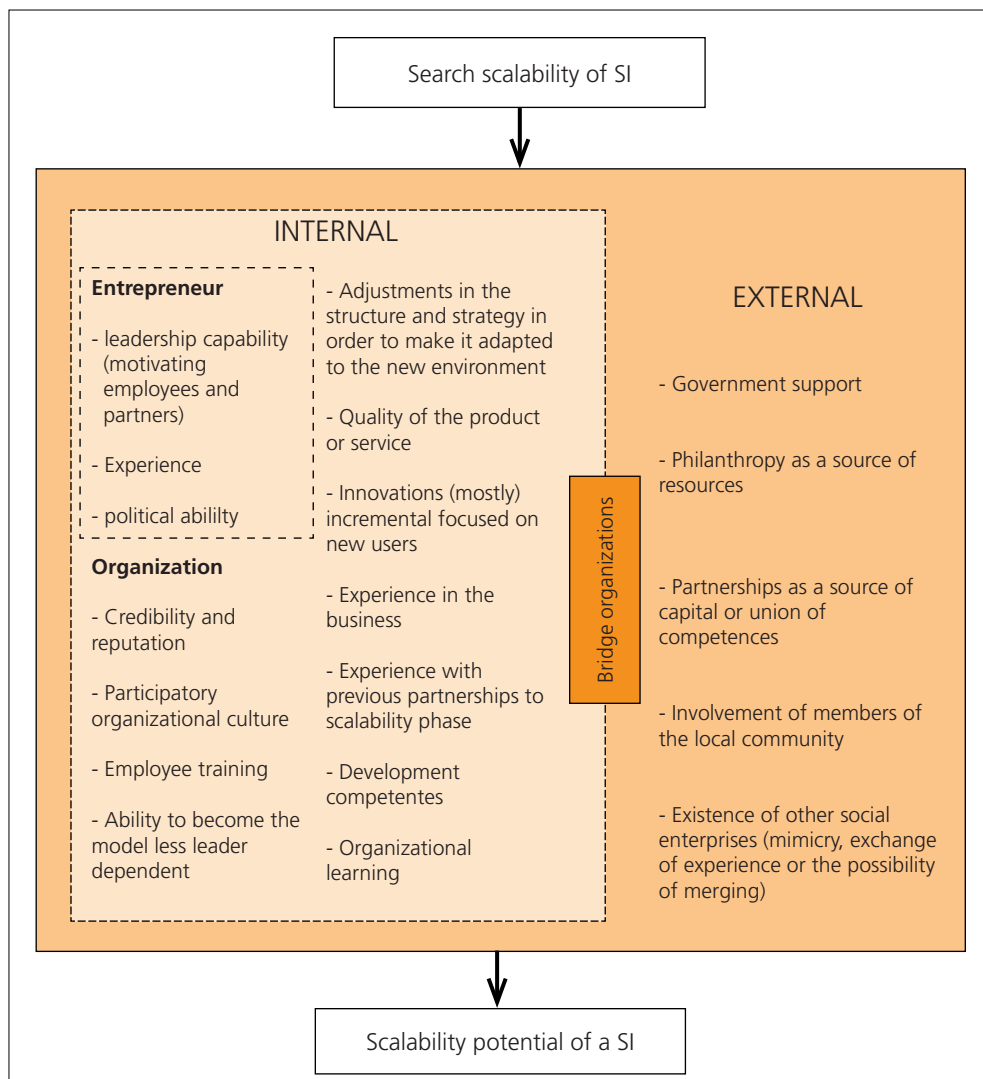 Search scalability of SI
INTERNAL
Entrepreneur
- leadership capability
(motivating
employees and
partners)
- Experience
- political abililty
Organization
- Credibility and
reputation
- Participatory
organizational culture
- Employee training
- Ability to become the
model less leader
dependent
- Adjustments in the
structure and strategy in
order to make it adapted
to the new environment
- Quality of the product
or service
- Innovations (mostly)
incremental focused on
new users
- Experience in the
business
- Experience with
previous partnerships to
scalability phase
- Development
competentes
- Organizational
learning
Bridge organizations
EXTERNAL
- Government support
- Philanthropy as a source of
resources
- Partnerships as a source of
capital or union of
competences
- Involvement of members of
the local community
- Existence of other social
enterprises (mimicry, exchange
of experience or the possibility
of merging)
Scalability potential of a SI